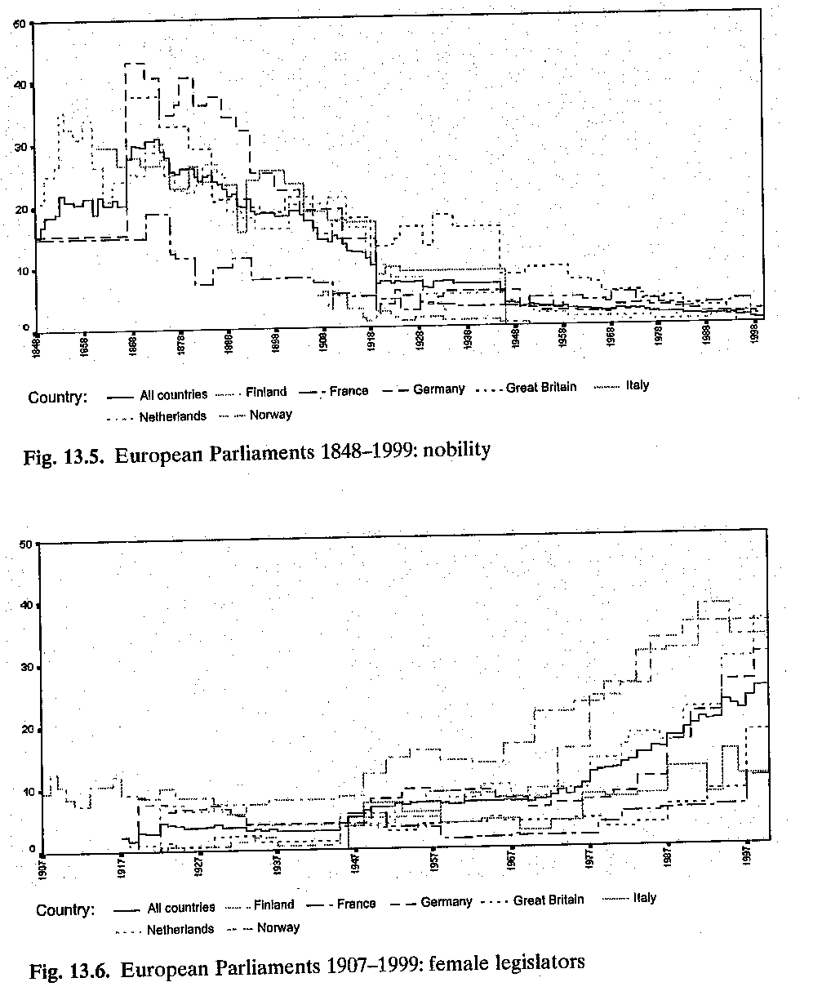 50
40
30
20
10
0
1848 1858 1868 1878 1888 1898 1908 1918 1928 1938 1948 1958 1968 1978 1988 1998
Country: All countries Finland France Germany Great Britain Italy
Netherlands Norway
Fig. 13.5. European Parliaments 1848–1999: nobility
50
40
30
20
10
0
1907 1917 1927 1937 1947 1957 1967 1977 1987 1997
Country: All countries Finland France Germany Great Britain Italy
Netherlands Norway
Fig. 13.6. European Parliaments 1907–1999: female legislators